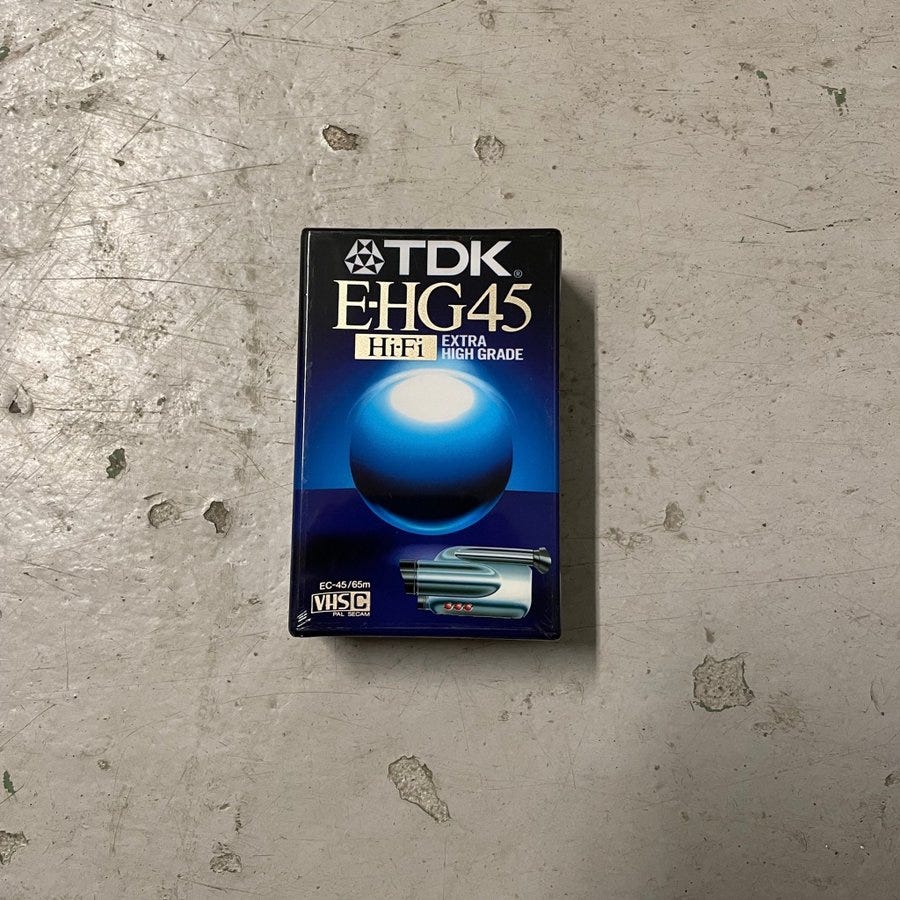 TDK®
E-HG45
Hi-Fi EXTRA
HIGH GRADE
EC-45/65m
VHS C
PAL SECAM